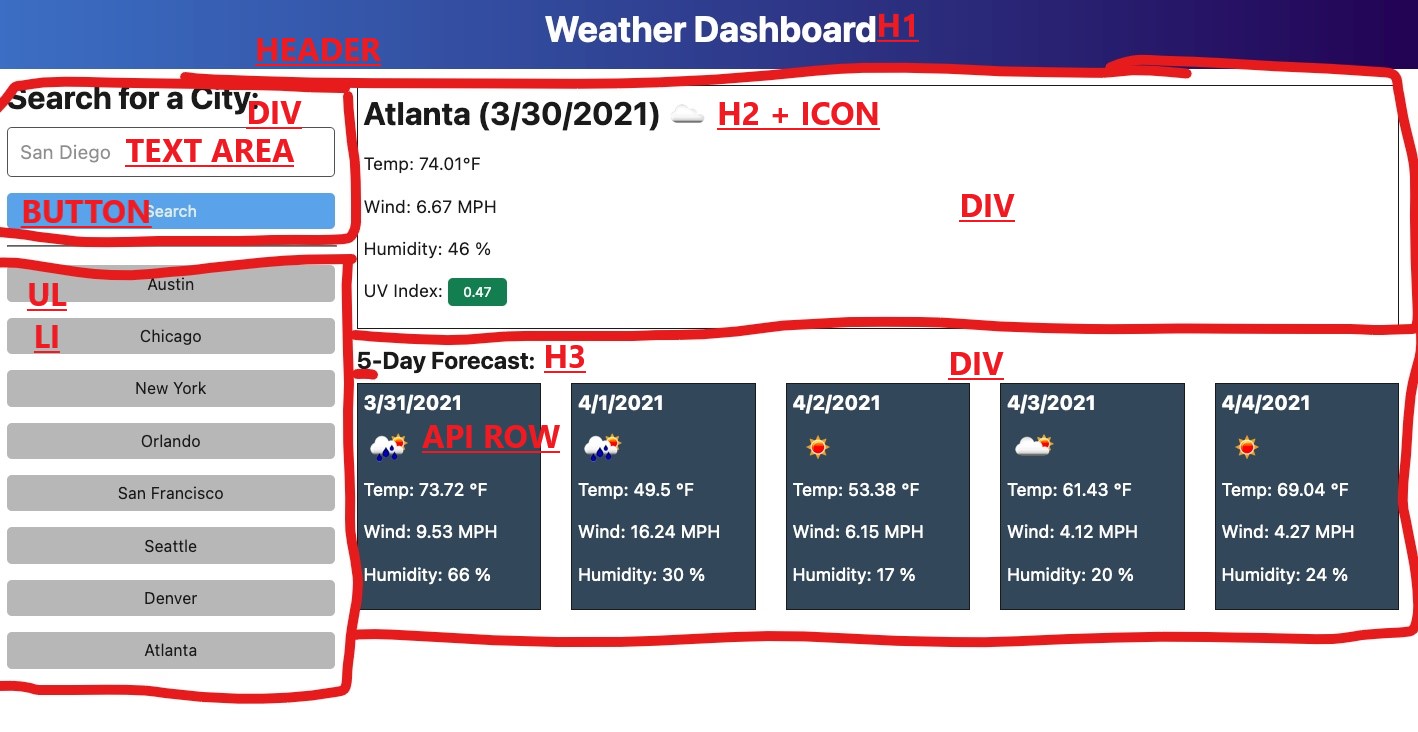 Weather Dashboard H1
HEADER
Search for a City:
DIV
San Diego TEXT AREA
BUTTON Search
UL
Austin
LI
Chicago
New York
Orlando
San Francisco
Seattle
Denver
Atlanta
Atlanta (3/30/2021) H2 + ICON
Temp: 74.01°F
Wind: 6.67 MPH
DIV
Humidity: 46 %
UV Index: 0.47
5-Day Forecast: H3
DIV
3/31/2021
API ROW
Temp: 73.72 °F
Wind: 9.53 MPH
Humidity: 66 %
4/1/2021
Temp: 49.5 °F
Wind: 16.24 MPH
Humidity: 30 %
4/2/2021
Temp: 53.38 °F
Wind: 6.15 MPH
Humidity: 17 %
4/3/2021
Temp: 61.43 °F
Wind: 4.12 MPH
Humidity: 20 %
4/4/2021
Temp: 69.04 °F
Wind: 4.27 MPH
Humidity: 24 %